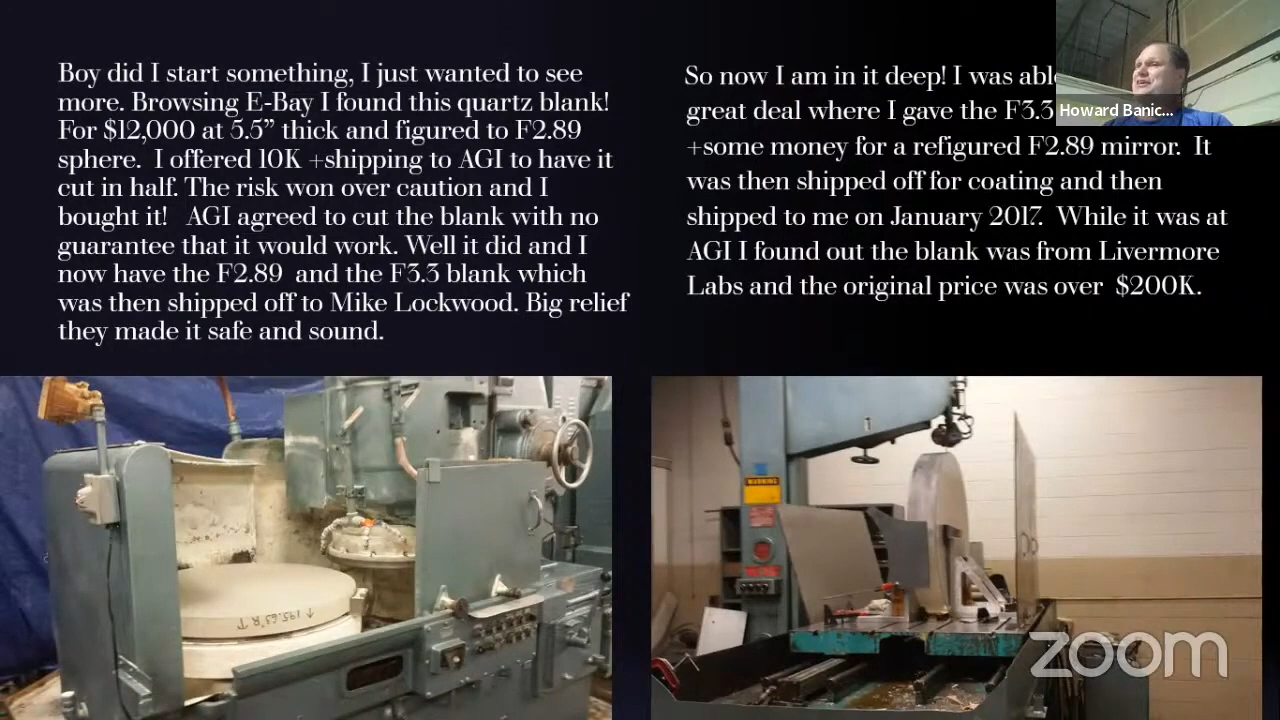 Boy did I start something, I just wanted to see
more. Browsing E-Bay I found this quartz blank!
For $12,000 at 5.5” thick and figured to F2.89
sphere. I offered 10K +shipping to AGI to have it
cut in half. The risk won over caution and I
bought it! AGI agreed to cut the blank with no
guarantee that it would work. Well it did and I
now have the F2.89 and the F3.3 blank which
was then shipped off to Mike Lockwood. Big relief
they made it safe and sound.
So now I am in it deep! I was able
great deal where I gave the F3.3
+some money for a refigured F2.89 mirror. It
was then shipped off for coating and then
shipped to me on January 2017. While it was at
AGI I found out the blank was from Livermore
Labs and the original price was over $200K.
Howard Banic...
WARNING
zoom